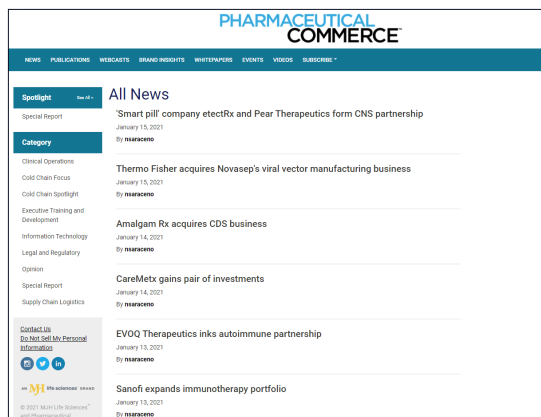 PHARMACEUTICAL
COMMERCE™
NEWS PUBLICATIONS WEBCASTS BRAND INSIGHTS WHITEPAPERS EVENTS VIDEOS SUBSCRIBE
Spotlight See All
Special Report
Category
Clinical Operations
Cold Chain Focus
Cold Chain Spotlight
Executive Training and
Development
Information Technology
Legal and Regulatory
Opinion
Special Report
Supply Chain Logistics
Contact Us
Do Not Sell My Personal
Information
AN MJH life sciences BRAND
© 2021 MJH Life Sciences™
and Pharmaceutical
All News
'Smart pill' company etectRx and Pear Therapeutics form CNS partnership
January 15, 2021
By nsaraceno
Thermo Fisher acquires Novasep's viral vector manufacturing business
January 15, 2021
By nsaraceno
Amalgam Rx acquires CDS business
January 14, 2021
By nsaraceno
CareMetx gains pair of investments
January 14, 2021
By nsaraceno
EVOQ Therapeutics inks autoimmune partnership
January 13, 2021
By nsaraceno
Sanofi expands immunotherapy portfolio
January 13, 2021
By nsaraceno